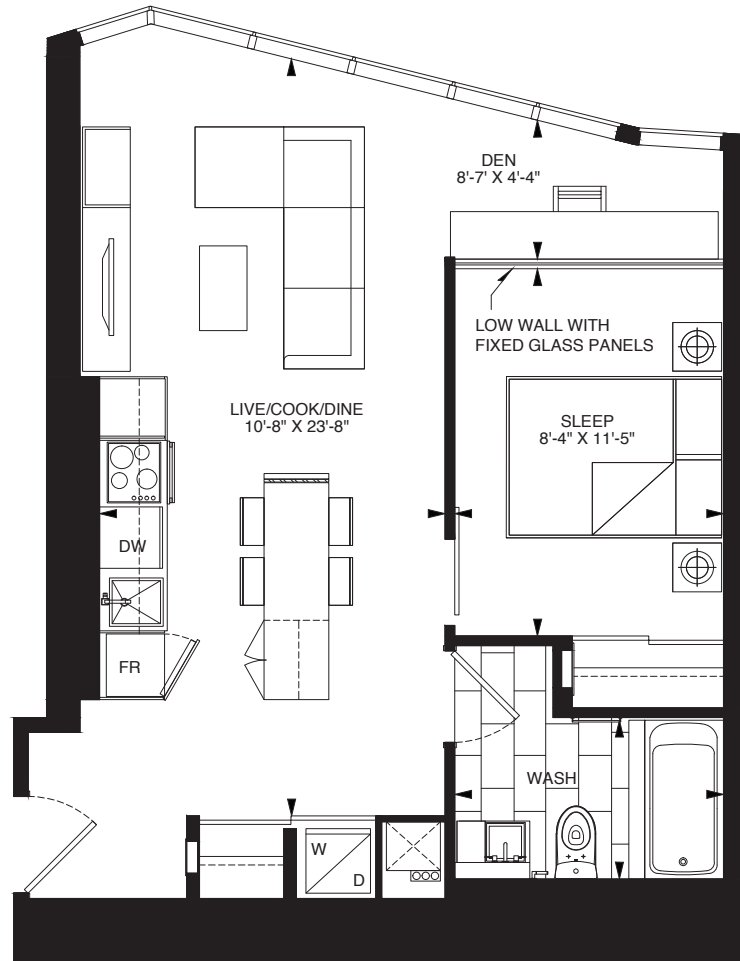 DEN
8'-7' X 4'-4"
LOW WALL WITH
FIXED GLASS PANELS
LIVE/COOK/DINE
10'-8" X 23'-8"
SLEEP
8'-4" X 11'-5"
DW
FR
WASH
W
D